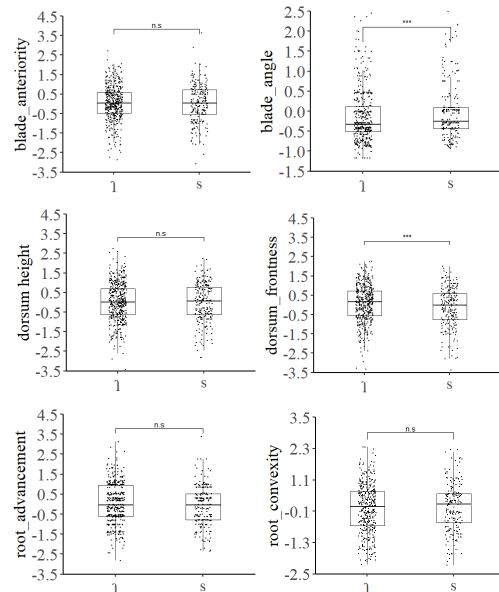 blade_anteriority
4.5
3.5
2.5
1.5
0.5
-0.5
-1.5
-2.5
-3.5
n.s
ʅ
s
blade_angle
2.5
2.0
1.5
1.0
0.5
0.0
-0.5
-1.0
-1.5
***
ʅ
s
dorsum height
4.5
3.5
2.5
1.5
0.5
-0.5
-1.5
-2.5
-3.5
n.s
ʅ
s
dorsum_frontness
4.5
3.5
2.5
1.5
0.5
-0.5
-1.5
-2.5
-3.5
***
ʅ
s
root_advancement
4.5
3.5
2.5
1.5
0.5
-0.5
-1.5
-2.5
-3.5
n.s
ʅ
s
root_convexity
3.5
2.3
1.1
-0.1
-1.3
-2.5
n.s
ʅ
s